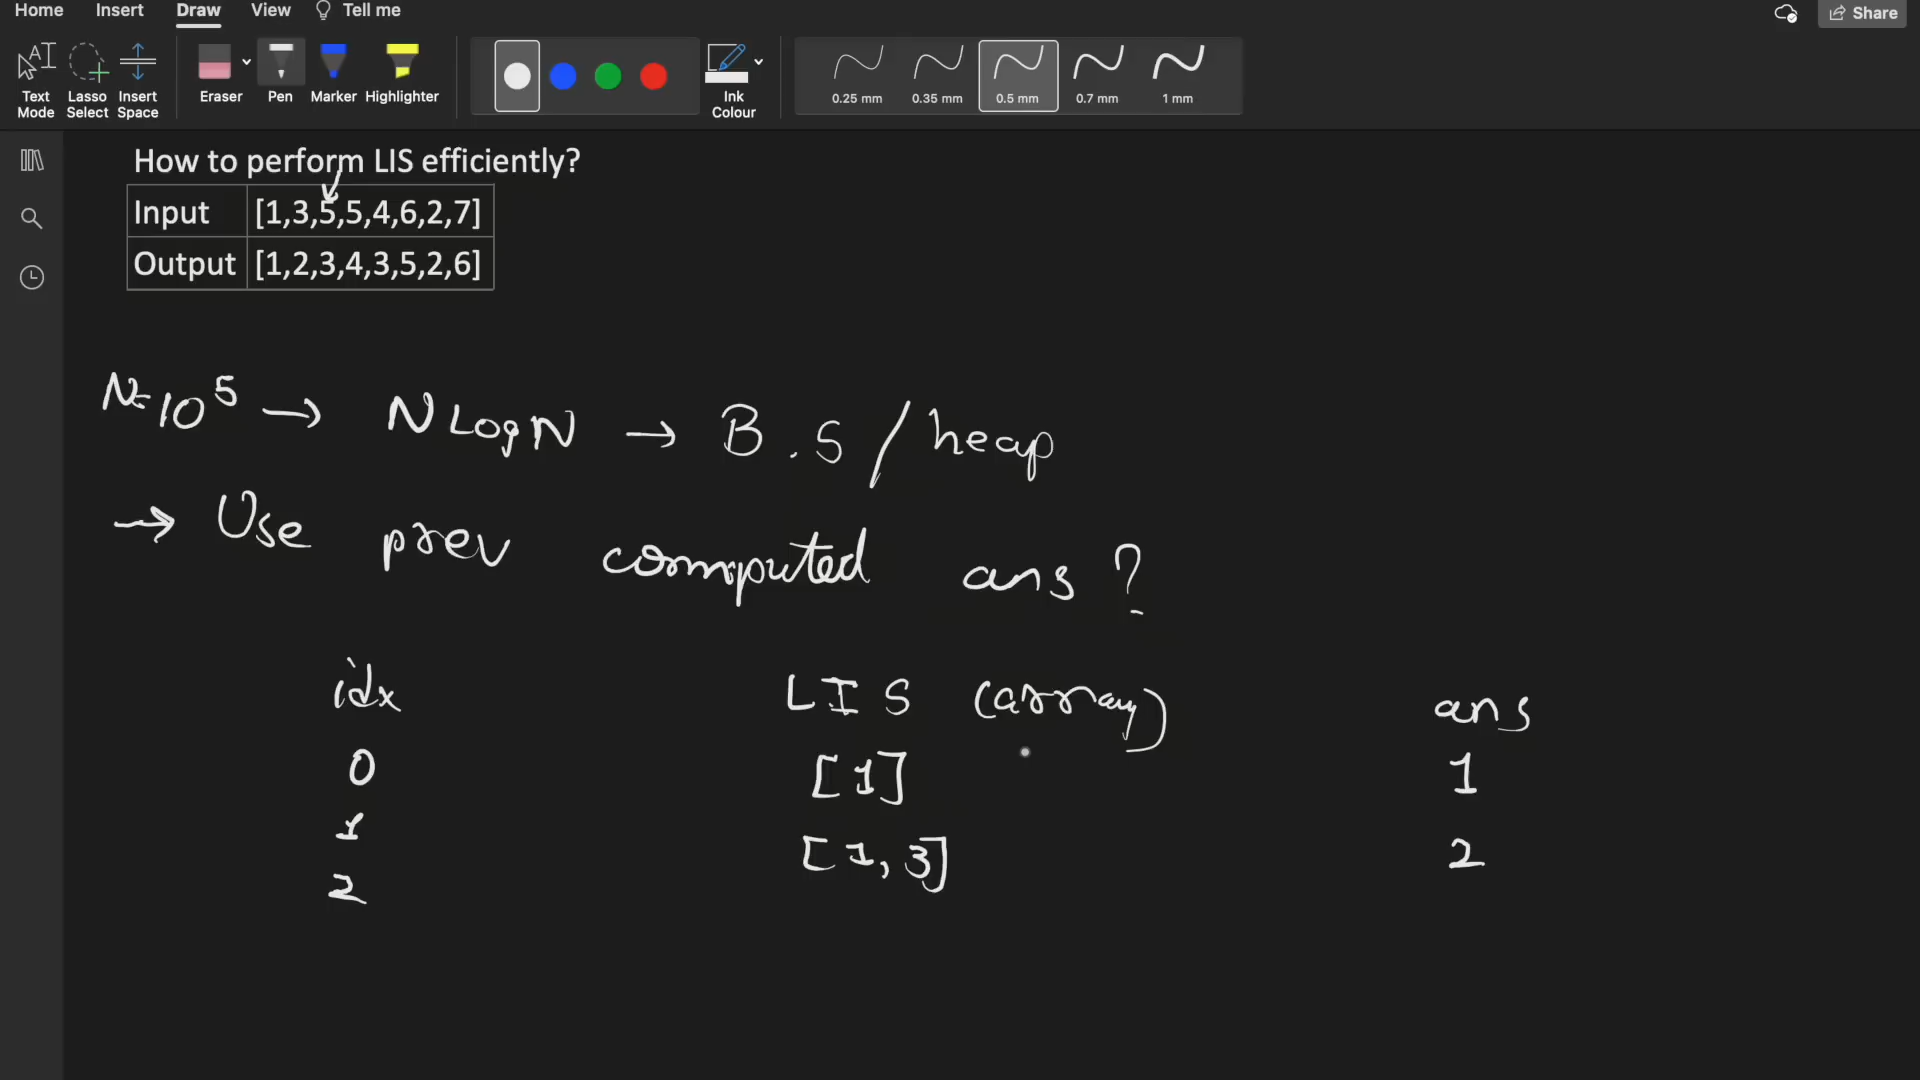 Home Insert Draw View Tell me Share
Text Mode Lasso Select Insert Space Eraser Pen Marker Highlighter Ink Colour 0.25 mm 0.35 mm 0.5 mm 0.7 mm 1 mm
How to perform LIS efficiently?
Input [1,3,5,5,4,6,2,7]
Output [1,2,3,4,3,5,2,6]
N=10^5 → N LogN → B.S / heap
→ Use prev computed ans ?
idx LIS (array) ans
0 [1] 1
1 [1,3] 2
2